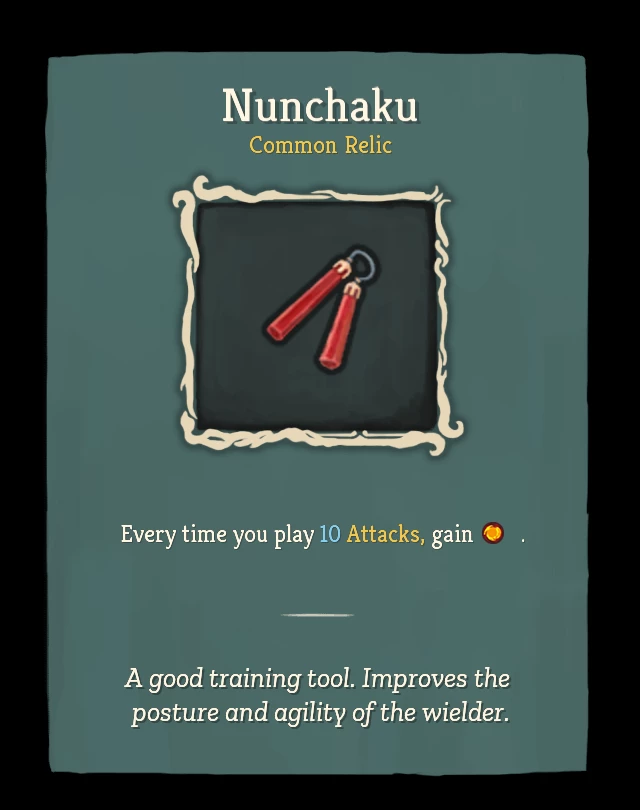 Nunchaku
Common Relic
Every time you play 10 Attacks, gain .
A good training tool. Improves the
posture and agility of the wielder.